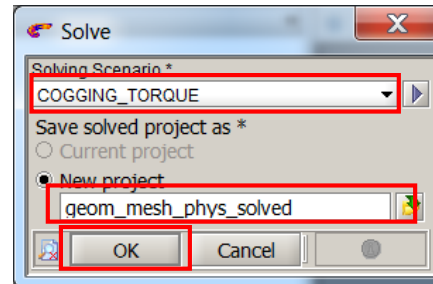 Solve
Solving Scenario *
COGGING_TORQUE
Save solved project as *
Current project
New project
geom_mesh_phys_solved
OK Cancel